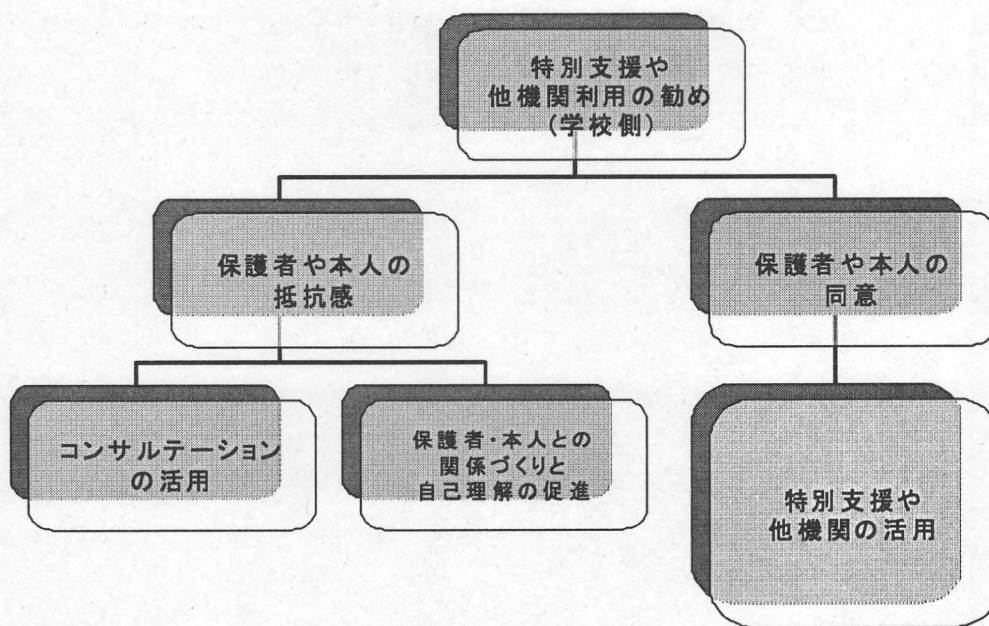 特別支援や
他機関利用の勧め
(学校側)
保護者や本人の
抵抗感
保護者や本人の
同意
コンサルテーション
の活用
保護者・本人との
関係づくりと
自己理解の促進
特別支援や
他機関の活用